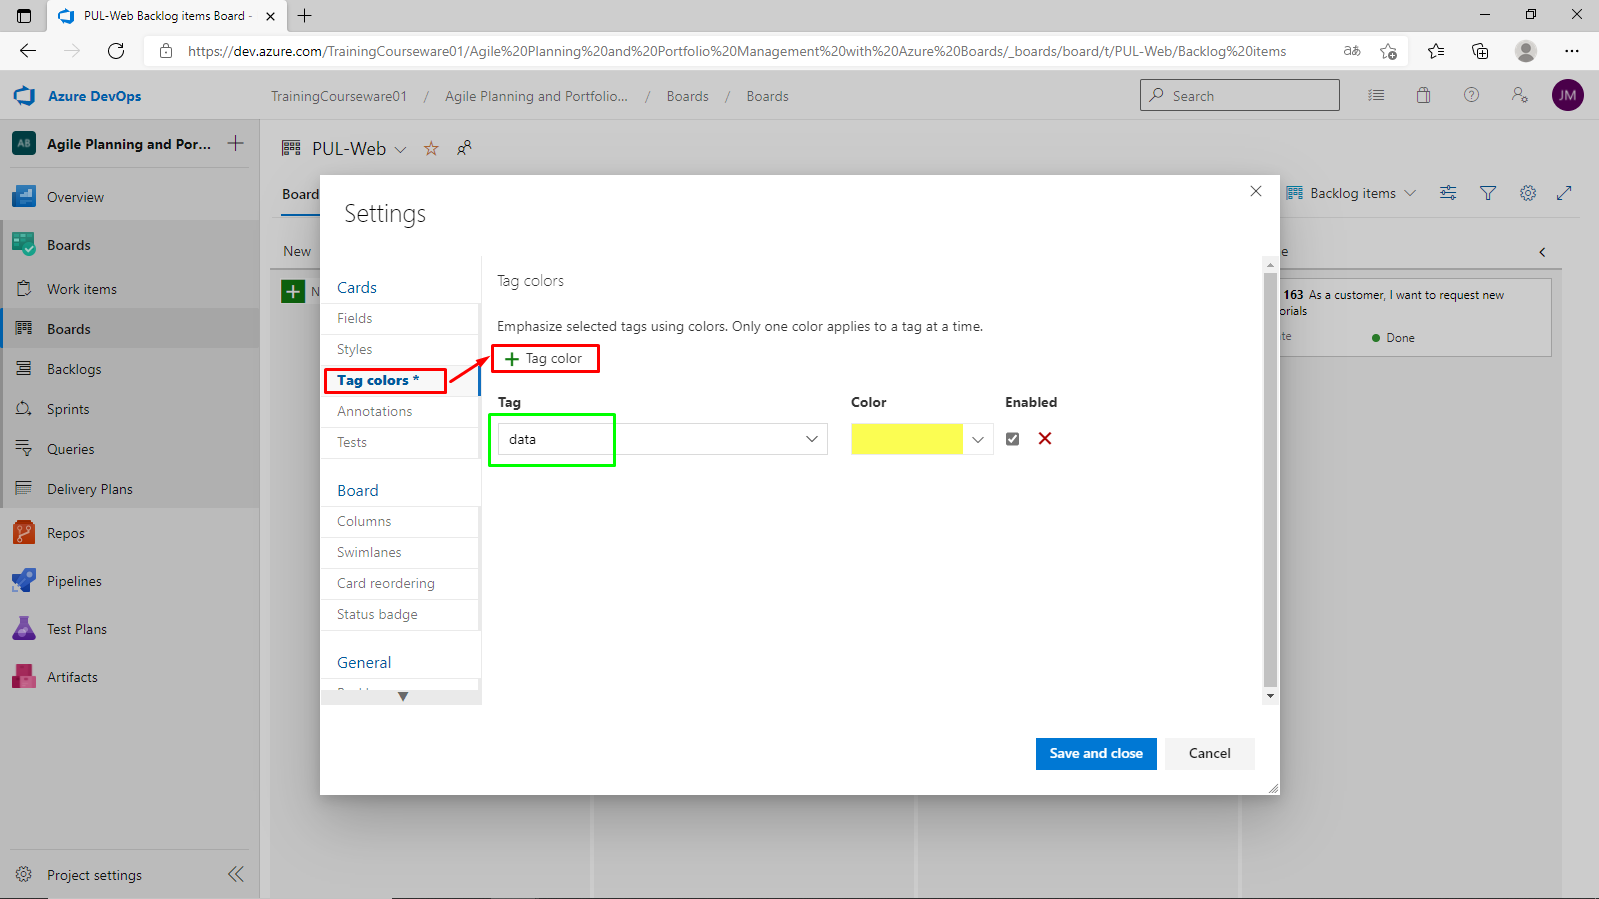 PUL-Web Backlog items Board -
https://dev.azure.com/TrainingCourseware01/Agile%20Planning%20and%20Portfolio%20Management%20with%20Azure%20Boards/_boards/board/t/PUL-Web/Backlog%20items
Azure DevOps
TrainingCourseware01 / Agile Planning and Portfolio... / Boards / Boards
Search
JM
AB Agile Planning and Por...
PUL-Web
Overview
Board
Backlog items
Settings
Boards
New
Work items
N
163 As a customer, I want to request new
orials
te
Done
Boards
Backlogs
Sprints
Queries
Delivery Plans
Repos
Pipelines
Test Plans
Artifacts
Project settings
Cards
Fields
Styles
Tag colors *
Annotations
Tests
Board
Columns
Swimlanes
Card reordering
Status badge
General
Tag colors
Emphasize selected tags using colors. Only one color applies to a tag at a time.
+ Tag color
Tag Color Enabled
data
Save and close
Cancel